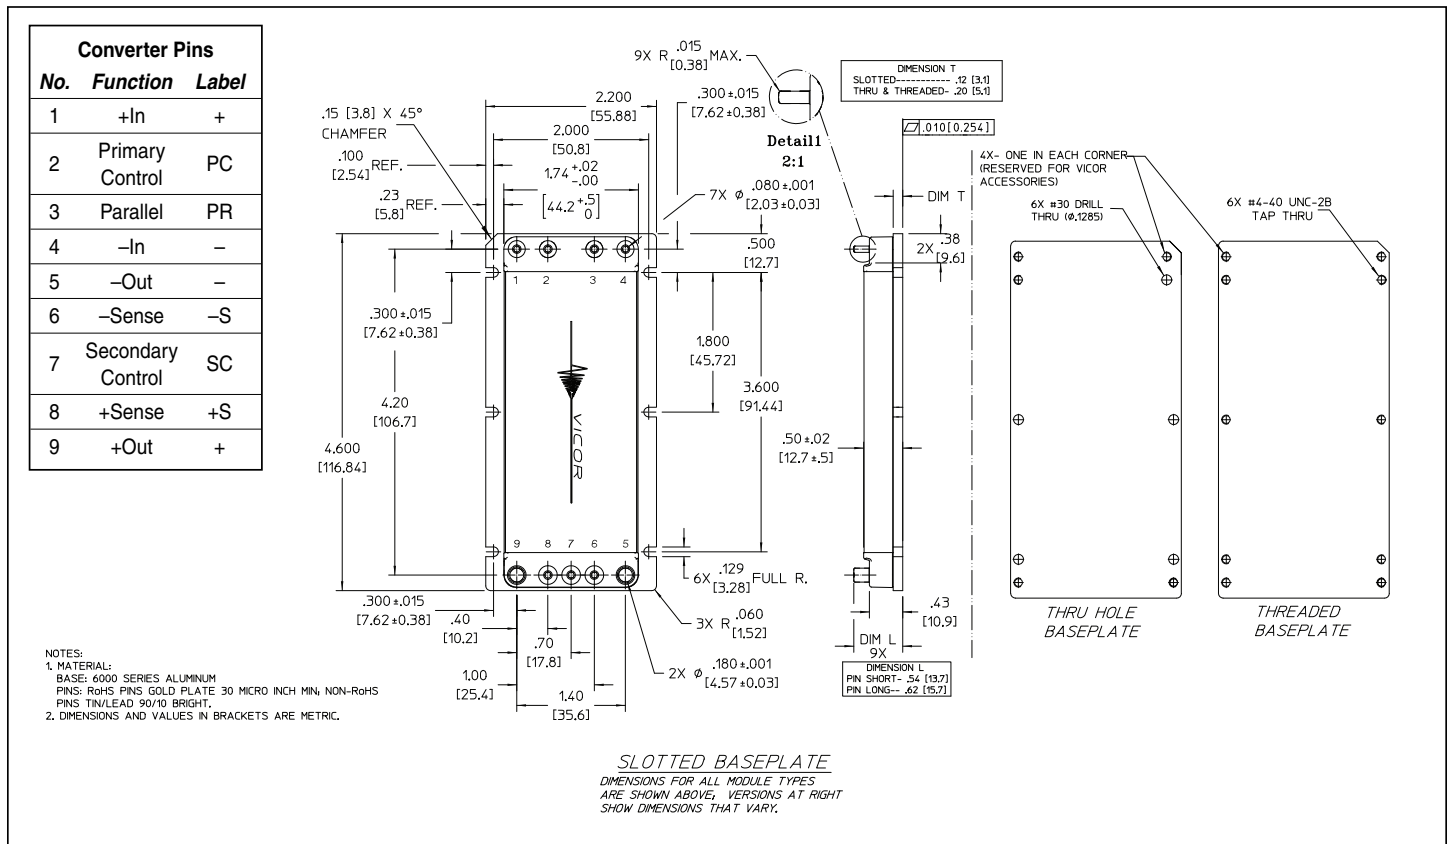 Converter Pins
No. Function Label
1 +In +
2 Primary Control PC
3 Parallel PR
4 –In –
5 –Out –
6 –Sense –S
7 Secondary Control SC
8 +Sense +S
9 +Out +
9X R .015 [0.38] MAX.
DIMENSION T
SLOTTED----------- .12 [3.1]
THRU & THREADED- .20 [5.1]
.15 [3.8] X 45°
CHAMFER
2.200
[55.88]
.300 ±.015
[7.62 ±0.38]
2.000
[50.8]
Detail1
2:1
.010[0.254]
.100 [2.54] REF.
1.74 +.02 -.00
[44.2 +.5 0]
.23 [5.8] REF.
7X ø .080 ±.001 [2.03 ±0.03]
DIM T
4X- ONE IN EACH CORNER
(RESERVED FOR VICOR
ACCESSORIES)
6X #30 DRILL
THRU (ø.1285)
6X #4-40 UNC-2B
TAP THRU
.500
[12.7]
2X .38 [9.6]
1 2 3 4
.300 ±.015
[7.62 ±0.38]
1.800
[45.72]
3.600
[91.44]
4.20
[106.7]
4.600
[116.84]
VICOR
.50 ±.02
[12.7 ±.5]
9 8 7 6 5
6X .129 [3.28] FULL R.
.300 ±.015
[7.62 ±0.38]
.40
[10.2]
.70
[17.8]
3X R .060 [1.52]
.43
[10.9]
DIM L
9X
1.00
[25.4]
1.40
[35.6]
2X ø .180 ±.001 [4.57 ±0.03]
DIMENSION L
PIN SHORT- .54 [13.7]
PIN LONG-- .62 [15.7]
THRU HOLE
BASEPLATE
THREADED
BASEPLATE
NOTES:
1. MATERIAL:
BASE: 6000 SERIES ALUMINUM
PINS: RoHS PINS GOLD PLATE 30 MICRO INCH MIN; NON-RoHS
PINS TIN/LEAD 90/10 BRIGHT.
2. DIMENSIONS AND VALUES IN BRACKETS ARE METRIC.
SLOTTED BASEPLATE
DIMENSIONS FOR ALL MODULE TYPES
ARE SHOWN ABOVE; VERSIONS AT RIGHT
SHOW DIMENSIONS THAT VARY.